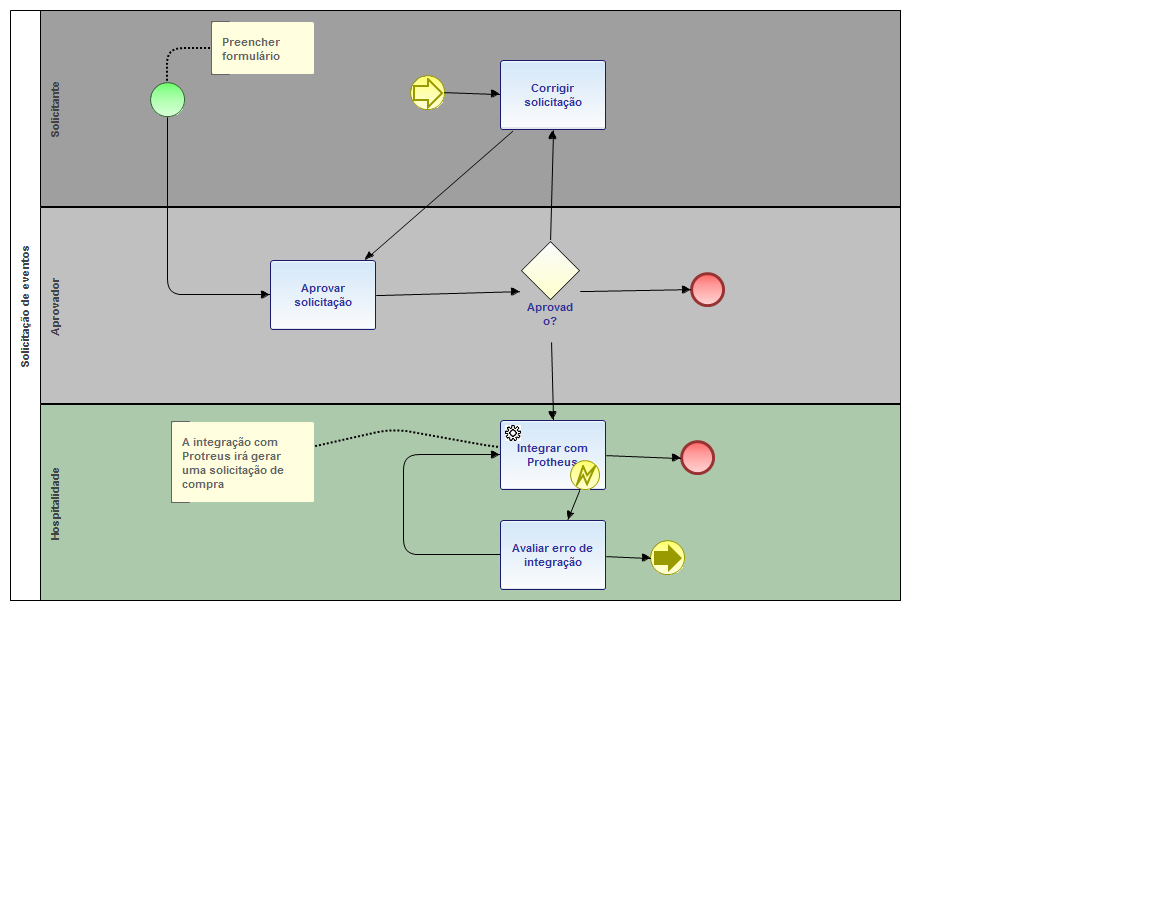 Solicitação de eventos
Solicitante
Preencher
formulário
Corrigir
solicitação
Aprovador
Aprovar
solicitação
Aprovad
o?
Hospitalidade
A integração com
Protreus irá gerar
uma solicitação de
compra
Integrar com
Protheus
Avaliar erro de
integração